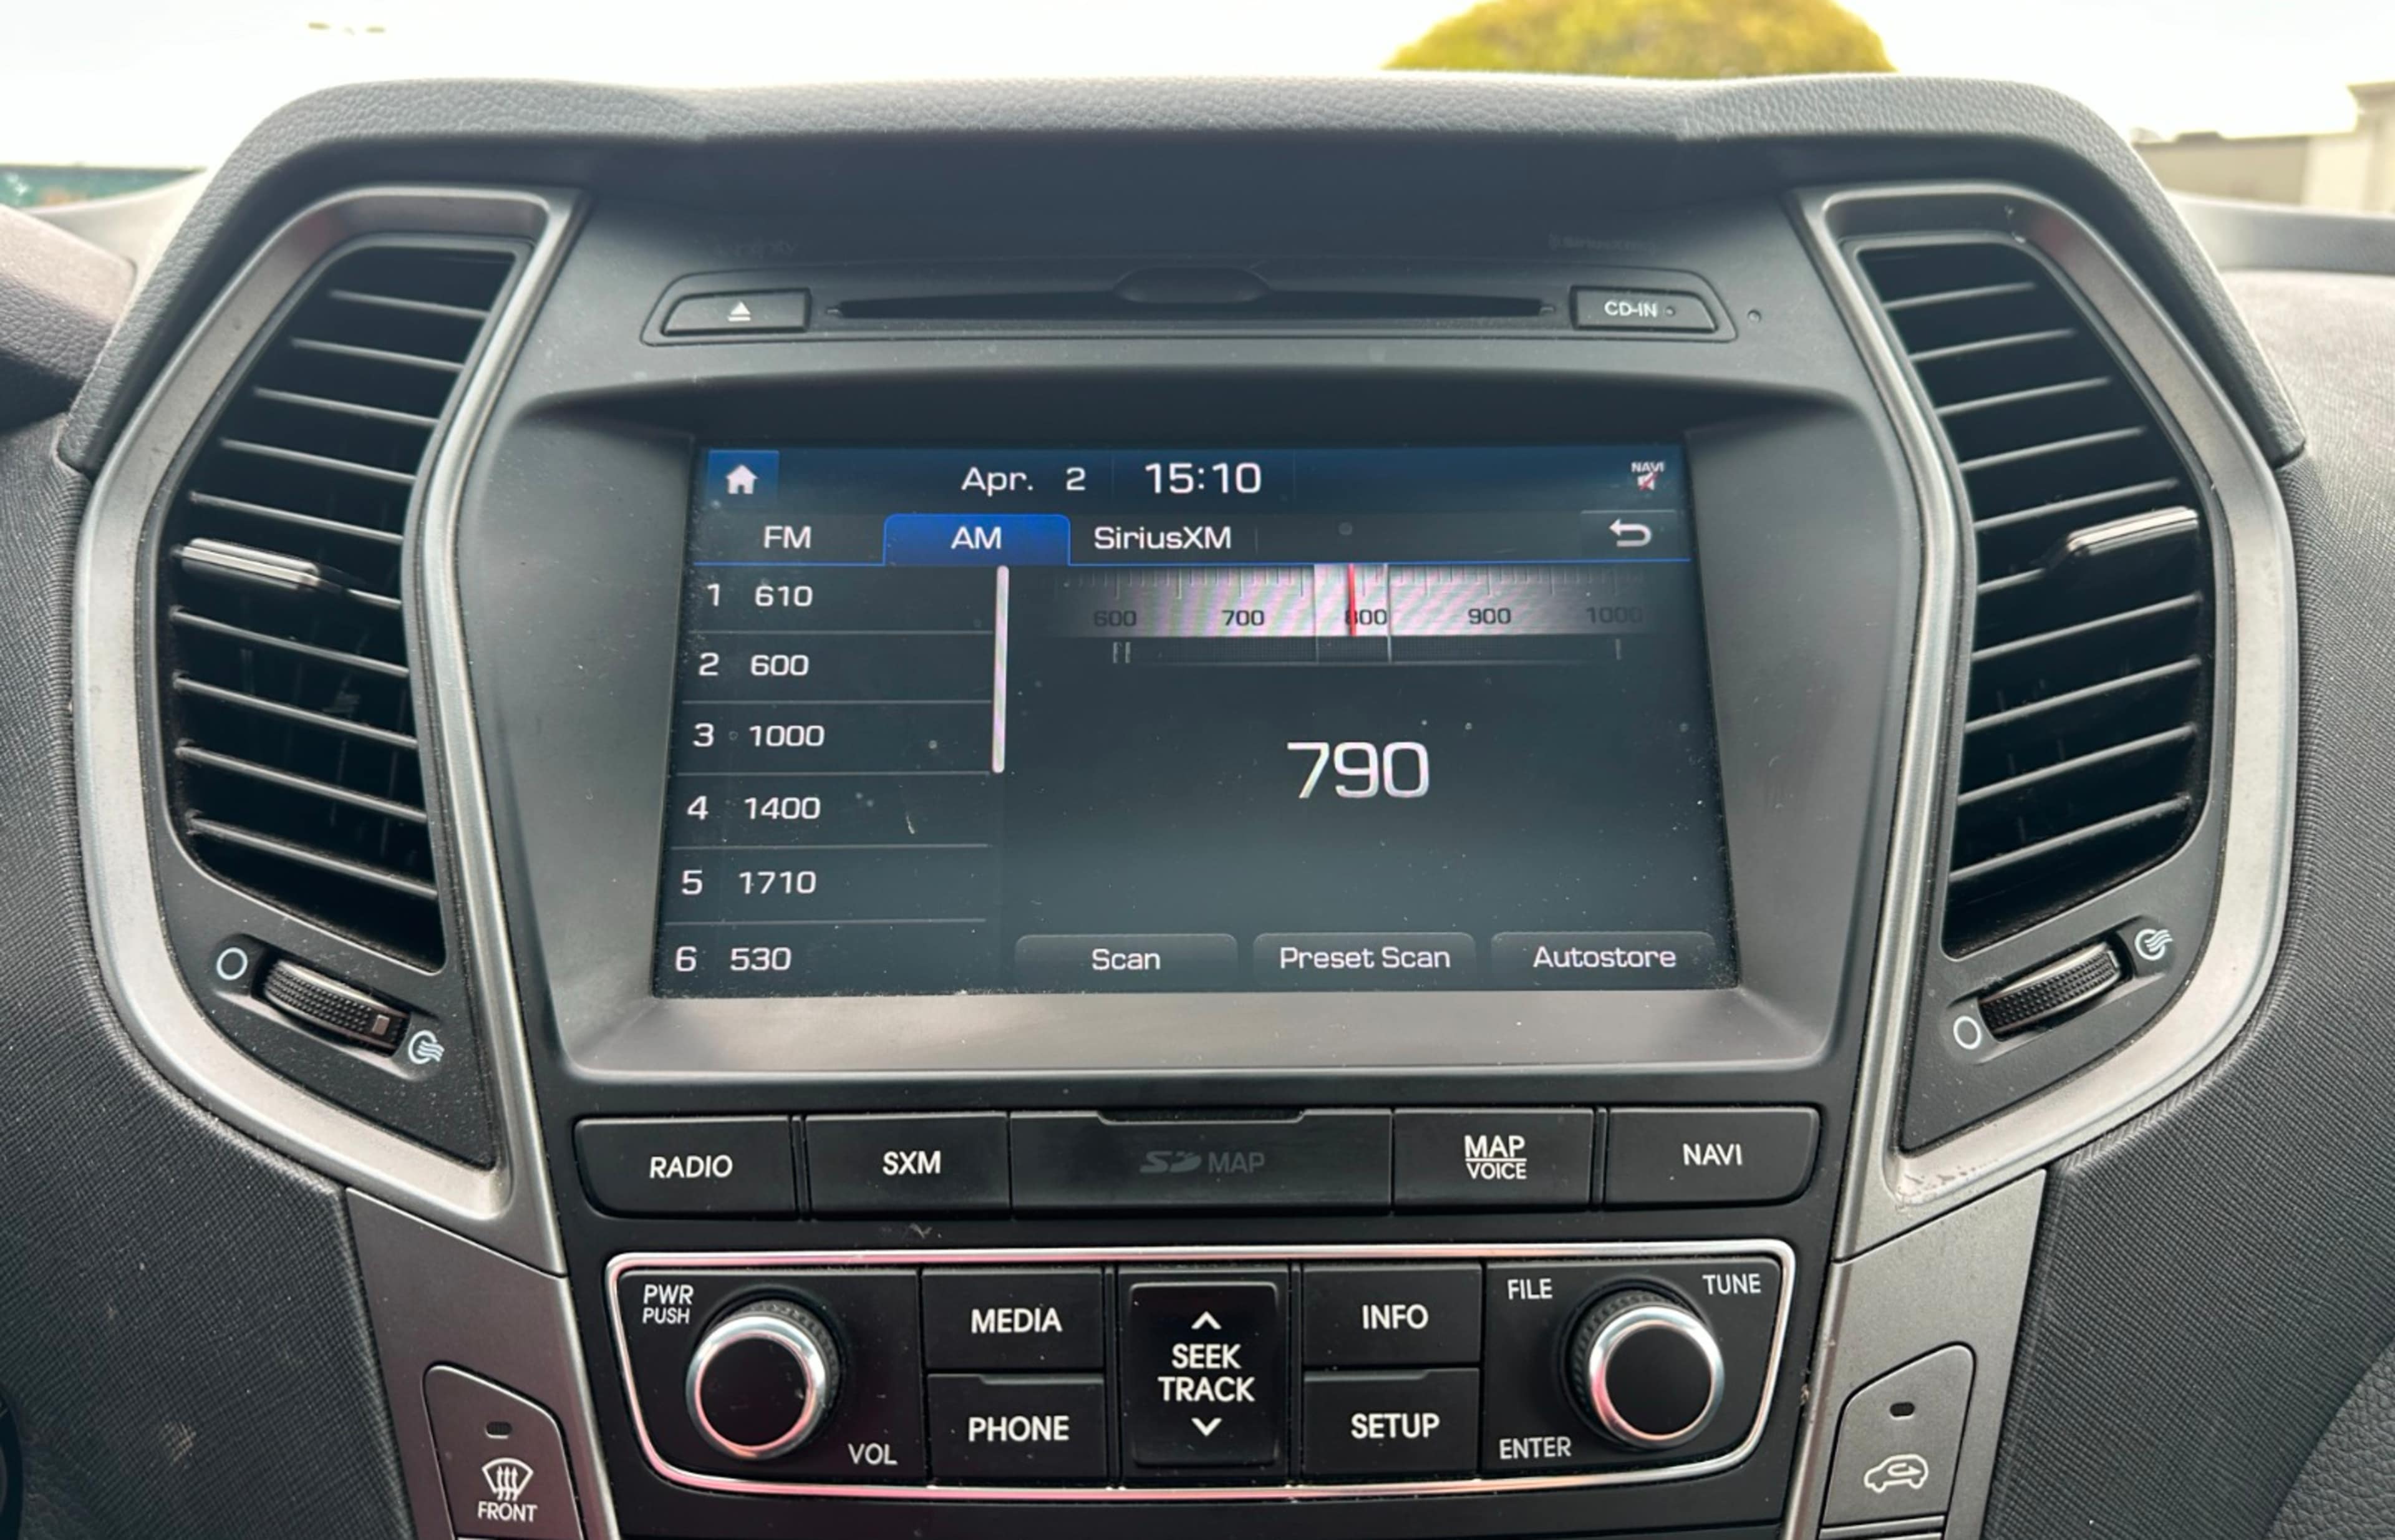 CD-IN
Apr. 2 15:10 NAVI
FM AM SiriusXM
1 610
2 600
3 1000
4 1400
5 1710
6 530
600 700 800 900 1000
790
Scan Preset Scan Autostore
RADIO SXM SD MAP MAP VOICE NAVI
PWR
PUSH
VOL
MEDIA
PHONE
SEEK
TRACK
INFO
SETUP
FILE
TUNE
ENTER
FRONT